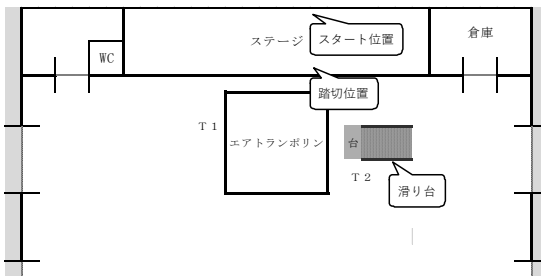 ステージ
スタート位置
倉庫
WC
踏切位置
Ｔ１
エアトランポリン
台
Ｔ２
滑り台